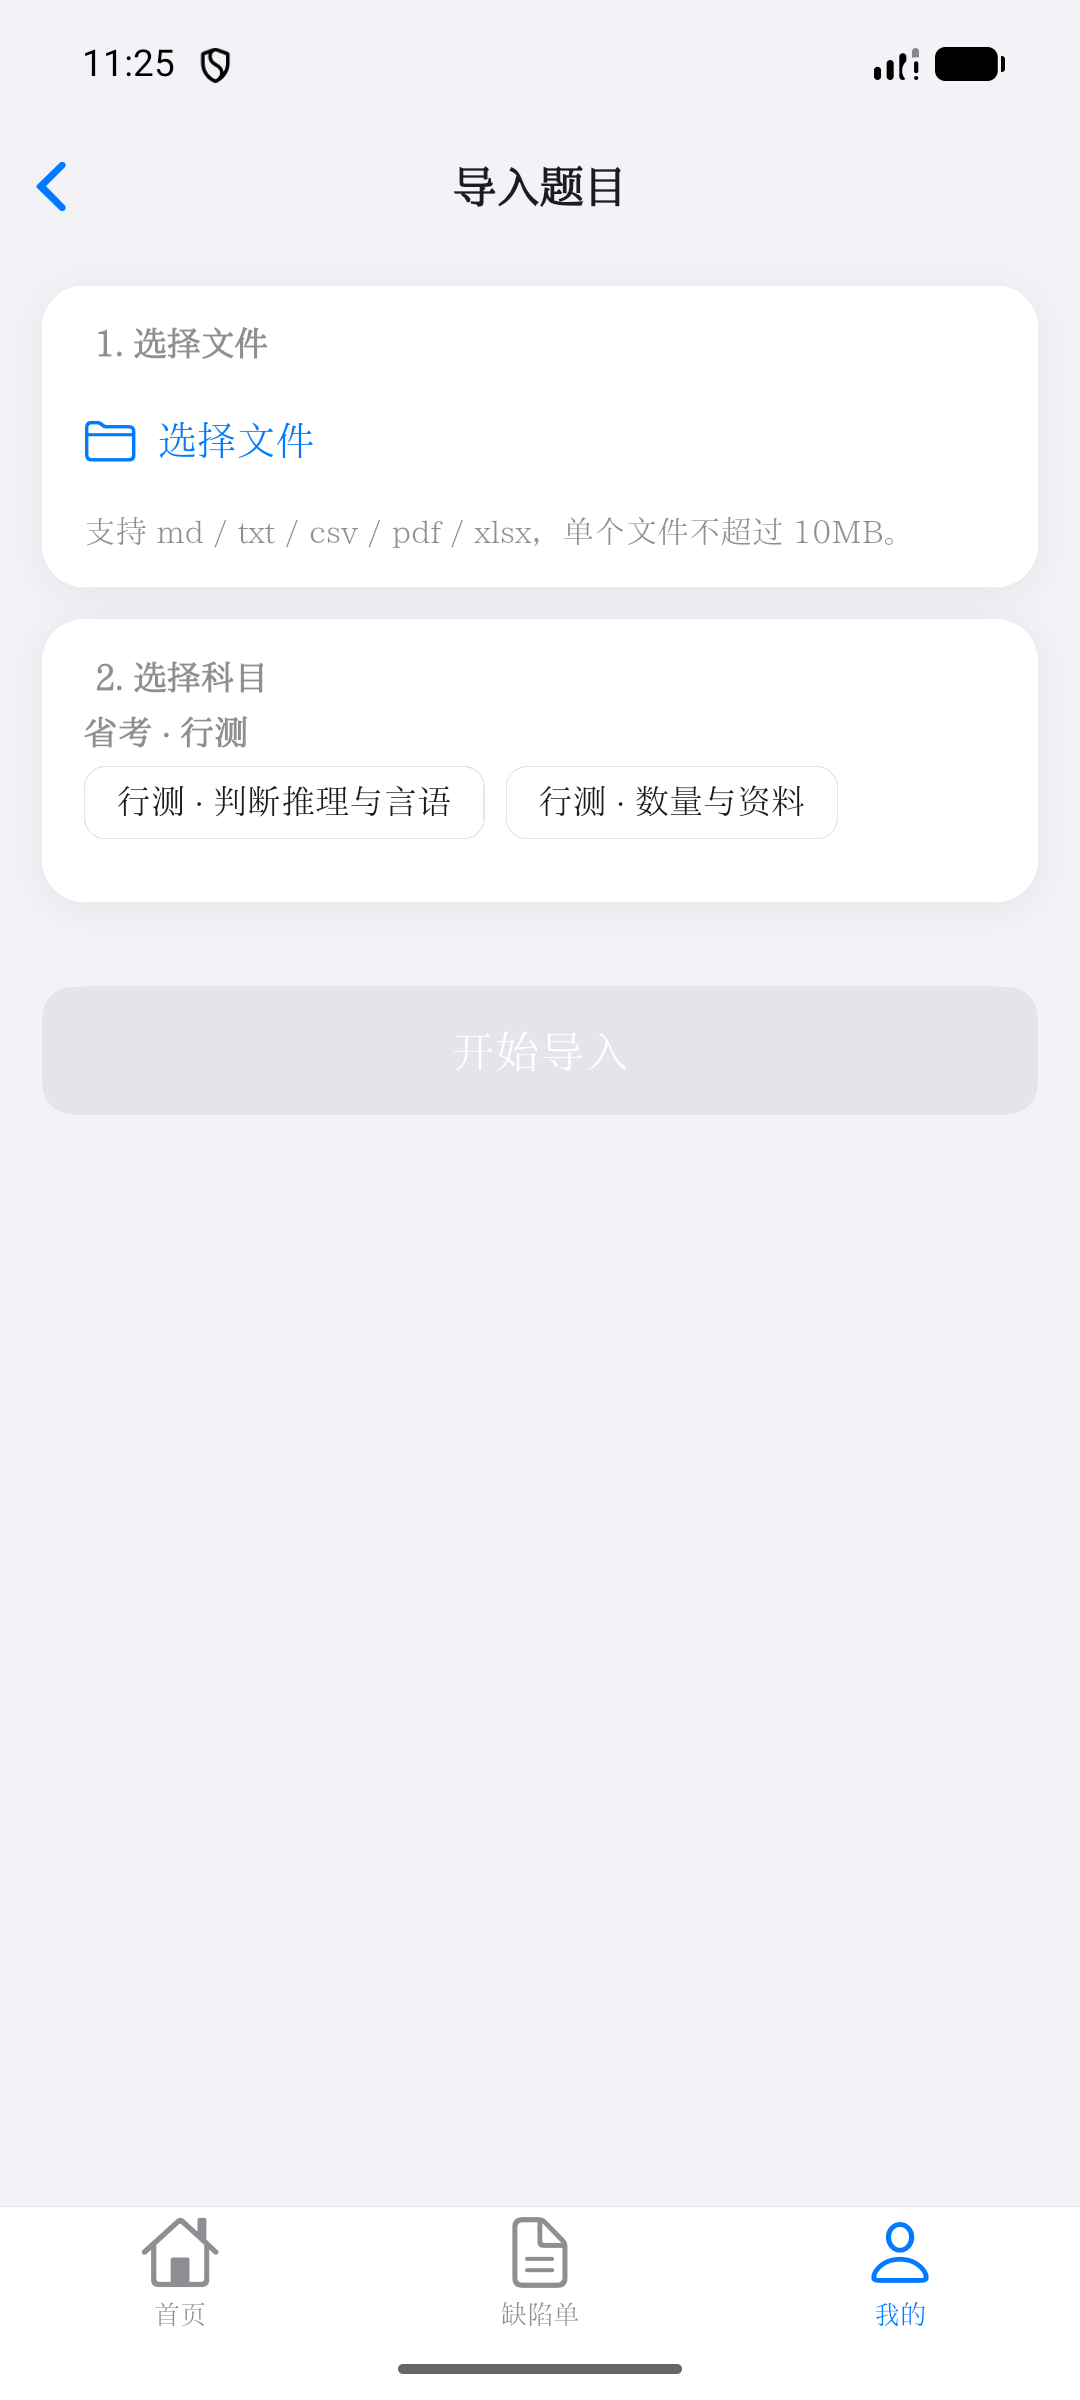 11:25
导入题目
1. 选择文件
选择文件
支持 md / txt / csv / pdf / xlsx，单个文件不超过 10MB。
2. 选择科目
省考 · 行测
行测 · 判断推理与言语
行测 · 数量与资料
开始导入
首页
缺陷单
我的